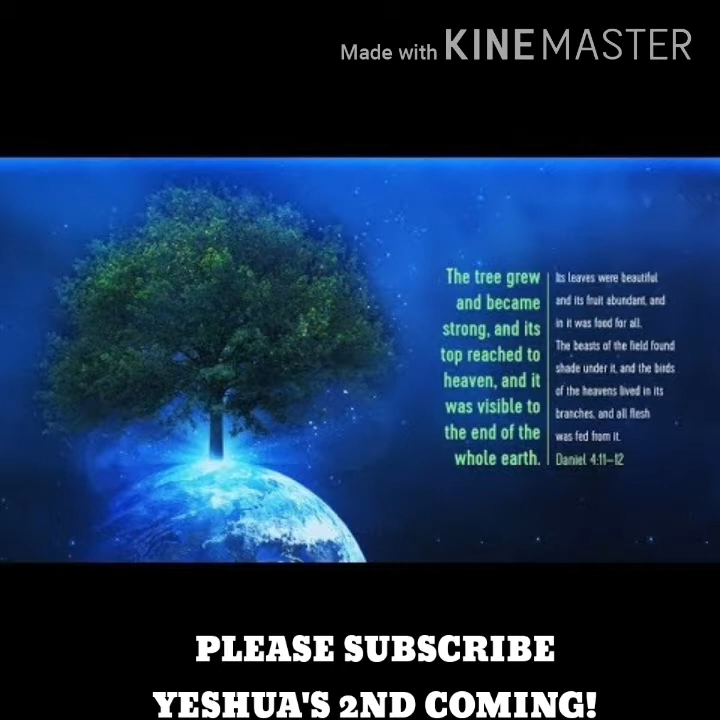 Made with KINEMASTER
The tree grew
and became
strong, and its
top reached to
heaven, and it
was visible to
the end of the
whole earth.
Its leaves were beautiful
and its fruit abundant, and
in it was food for all.
The beasts of the field found
shade under it, and the birds
of the heavens lived in its
branches, and all flesh
was fed from it.
Daniel 4:11–12
PLEASE SUBSCRIBE
YESHUA'S 2ND COMING!